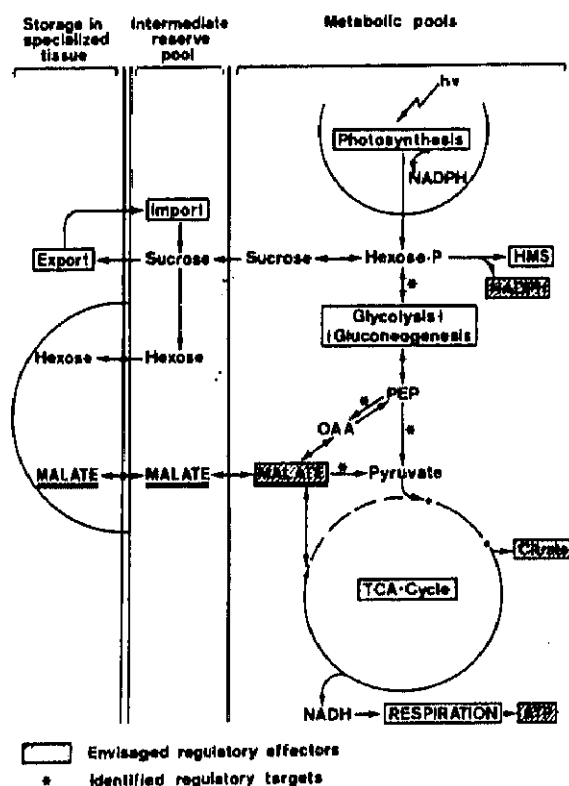 Storage in
specialized
tissue
Intermediate
reserve
pool
Metabolic pools
hv
Photosynthesis
NADPH
Import
Export
Sucrose
Sucrose
Hexose-P
HMS
NADPH
*
Glycolysis
Gluconeogenesis
Hexose
Hexose
PEP
*
OAA
*
MALATE
MALATE
MALATE
*
Pyruvate
Citrate
TCA-Cycle
NADH
RESPIRATION
ATP
Envisaged regulatory effectors
* Identified regulatory targets